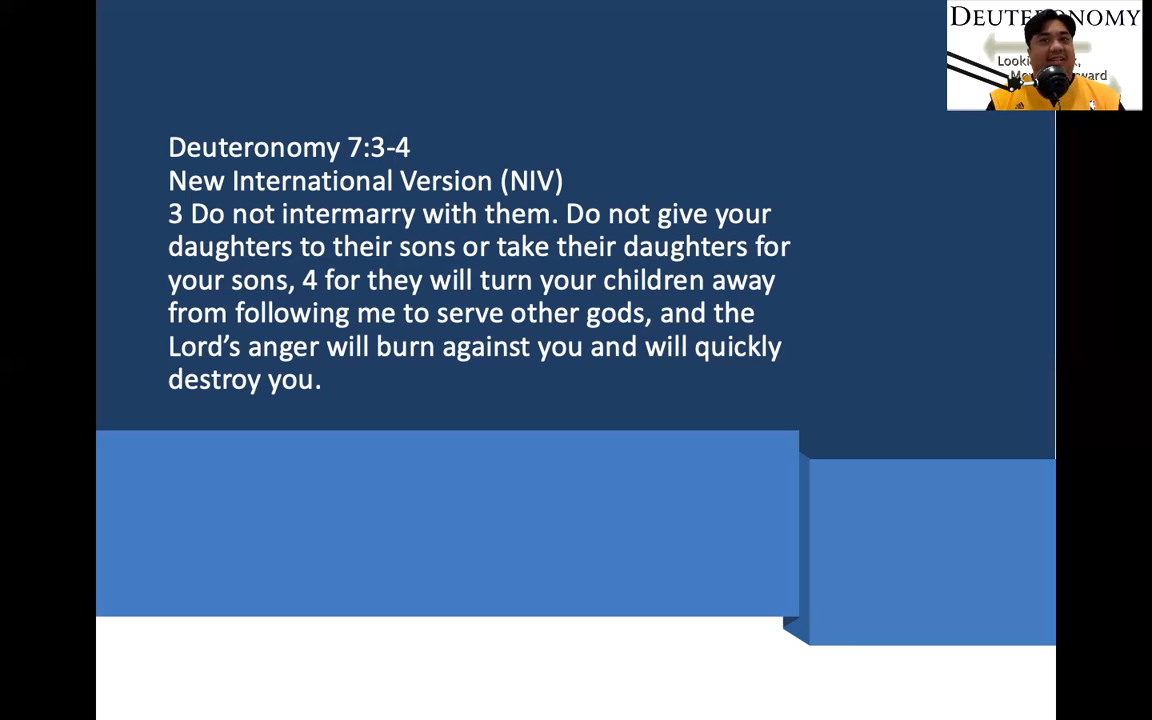 DEUTERONOMY
Deuteronomy 7:3-4
New International Version (NIV)
3 Do not intermarry with them. Do not give your
daughters to their sons or take their daughters for
your sons, 4 for they will turn your children away
from following me to serve other gods, and the
Lord’s anger will burn against you and will quickly
destroy you.